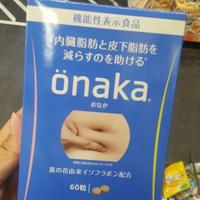 機能性表示食品
内臓脂肪と皮下脂肪を
減らすのを助ける
onaka®
おなか
葛の花由来イソフラボン配合
60粒